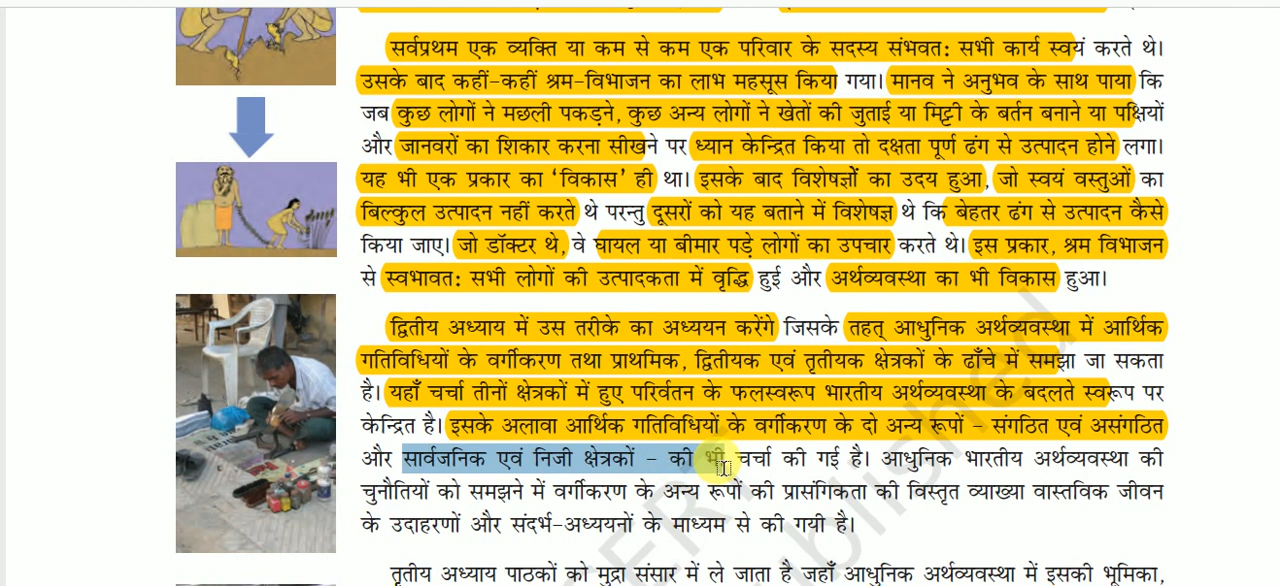 सर्वप्रथम एक व्यक्ति या कम से कम एक परिवार के सदस्य संभवत: सभी कार्य स्वयं करते थे।
उसके बाद कहीं-कहीं श्रम-विभाजन का लाभ महसूस किया गया। मानव ने अनुभव के साथ पाया कि
जब कुछ लोगों ने मछली पकड़ने, कुछ अन्य लोगों ने खेतों की जुताई या मिट्टी के बर्तन बनाने या पक्षियों
और जानवरों का शिकार करना सीखने पर ध्यान केन्द्रित किया तो दक्षता पूर्ण ढंग से उत्पादन होने लगा।
यह भी एक प्रकार का ‘विकास’ ही था। इसके बाद विशेषज्ञों का उदय हुआ, जो स्वयं वस्तुओं का
बिल्कुल उत्पादन नहीं करते थे परन्तु दूसरों को यह बताने में विशेषज्ञ थे कि बेहतर ढंग से उत्पादन कैसे
किया जाए। जो डॉक्टर थे, वे घायल या बीमार पड़े लोगों का उपचार करते थे। इस प्रकार, श्रम विभाजन
से स्वभावत: सभी लोगों की उत्पादकता में वृद्धि हुई और अर्थव्यवस्था का भी विकास हुआ।
द्वितीय अध्याय में उस तरीके का अध्ययन करेंगे जिसके तहत् आधुनिक अर्थव्यवस्था में आर्थिक
गतिविधियों के वर्गीकरण तथा प्राथमिक, द्वितीयक एवं तृतीयक क्षेत्रकों के ढाँचे में समझा जा सकता
है। यहाँ चर्चा तीनों क्षेत्रकों में हुए परिवर्तन के फलस्वरूप भारतीय अर्थव्यवस्था के बदलते स्वरूप पर
केन्द्रित है। इसके अलावा आर्थिक गतिविधियों के वर्गीकरण के दो अन्य रूपों - संगठित एवं असंगठित
और सार्वजनिक एवं निजी क्षेत्रकों - की भी चर्चा की गई है। आधुनिक भारतीय अर्थव्यवस्था की
चुनौतियों को समझने में वर्गीकरण के अन्य रूपों की प्रासंगिकता की विस्तृत व्याख्या वास्तविक जीवन
के उदाहरणों और संदर्भ-अध्ययनों के माध्यम से की गयी है।
तृतीय अध्याय पाठकों को मुद्रा संसार में ले जाता है जहाँ आधुनिक अर्थव्यवस्था में इसकी भूमिका,